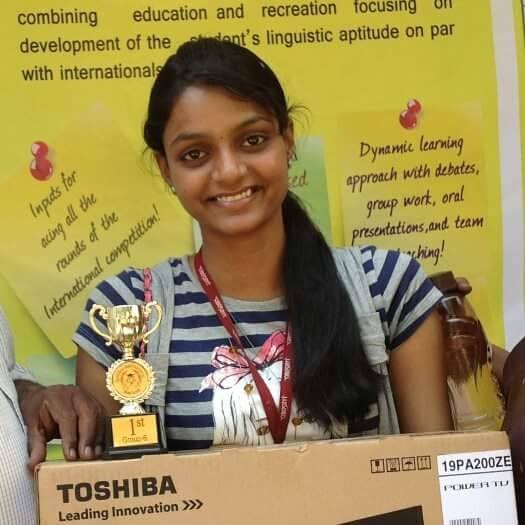 combining education and recreation focusing on
development of the student's linguistic aptitude on par
with internationals
Inputs for
acing all the
rounds of the
International competition!
Dynamic learning
approach with debates,
group work, oral
presentations,and team
1st
Group-6
TOSHIBA
Leading Innovation >>>
19PA200ZE
POWER TV